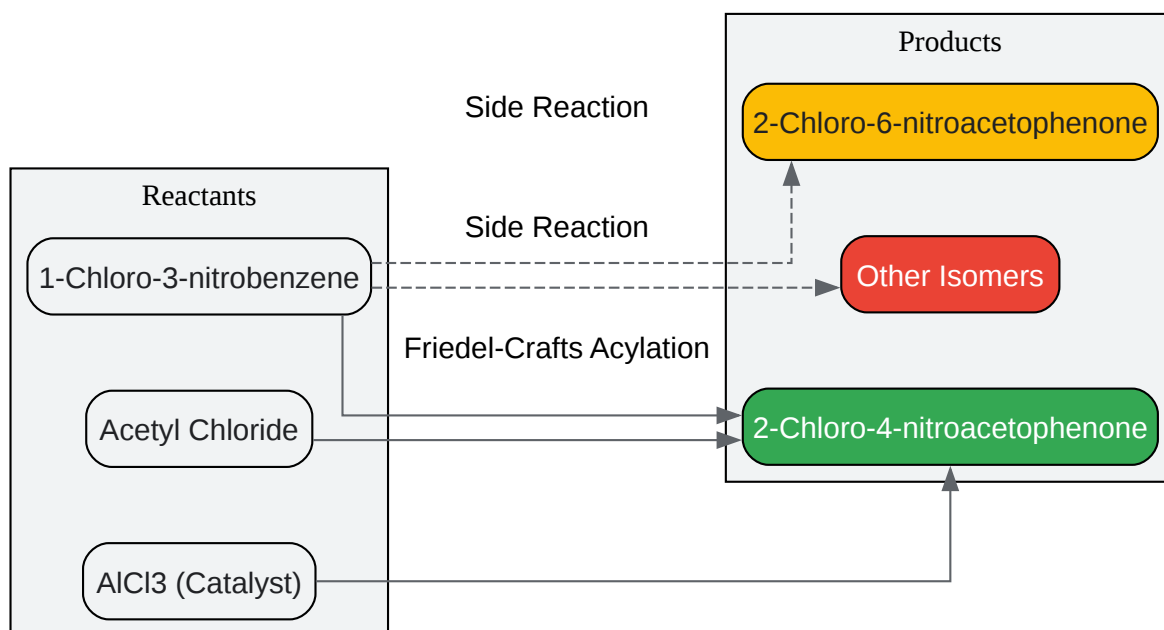 Products
2-Chloro-6-nitroacetophenone
Side Reaction
Reactants
Side Reaction
1-Chloro-3-nitrobenzene
Other Isomers
Friedel-Crafts Acylation
Acetyl Chloride
2-Chloro-4-nitroacetophenone
AlCl3 (Catalyst)